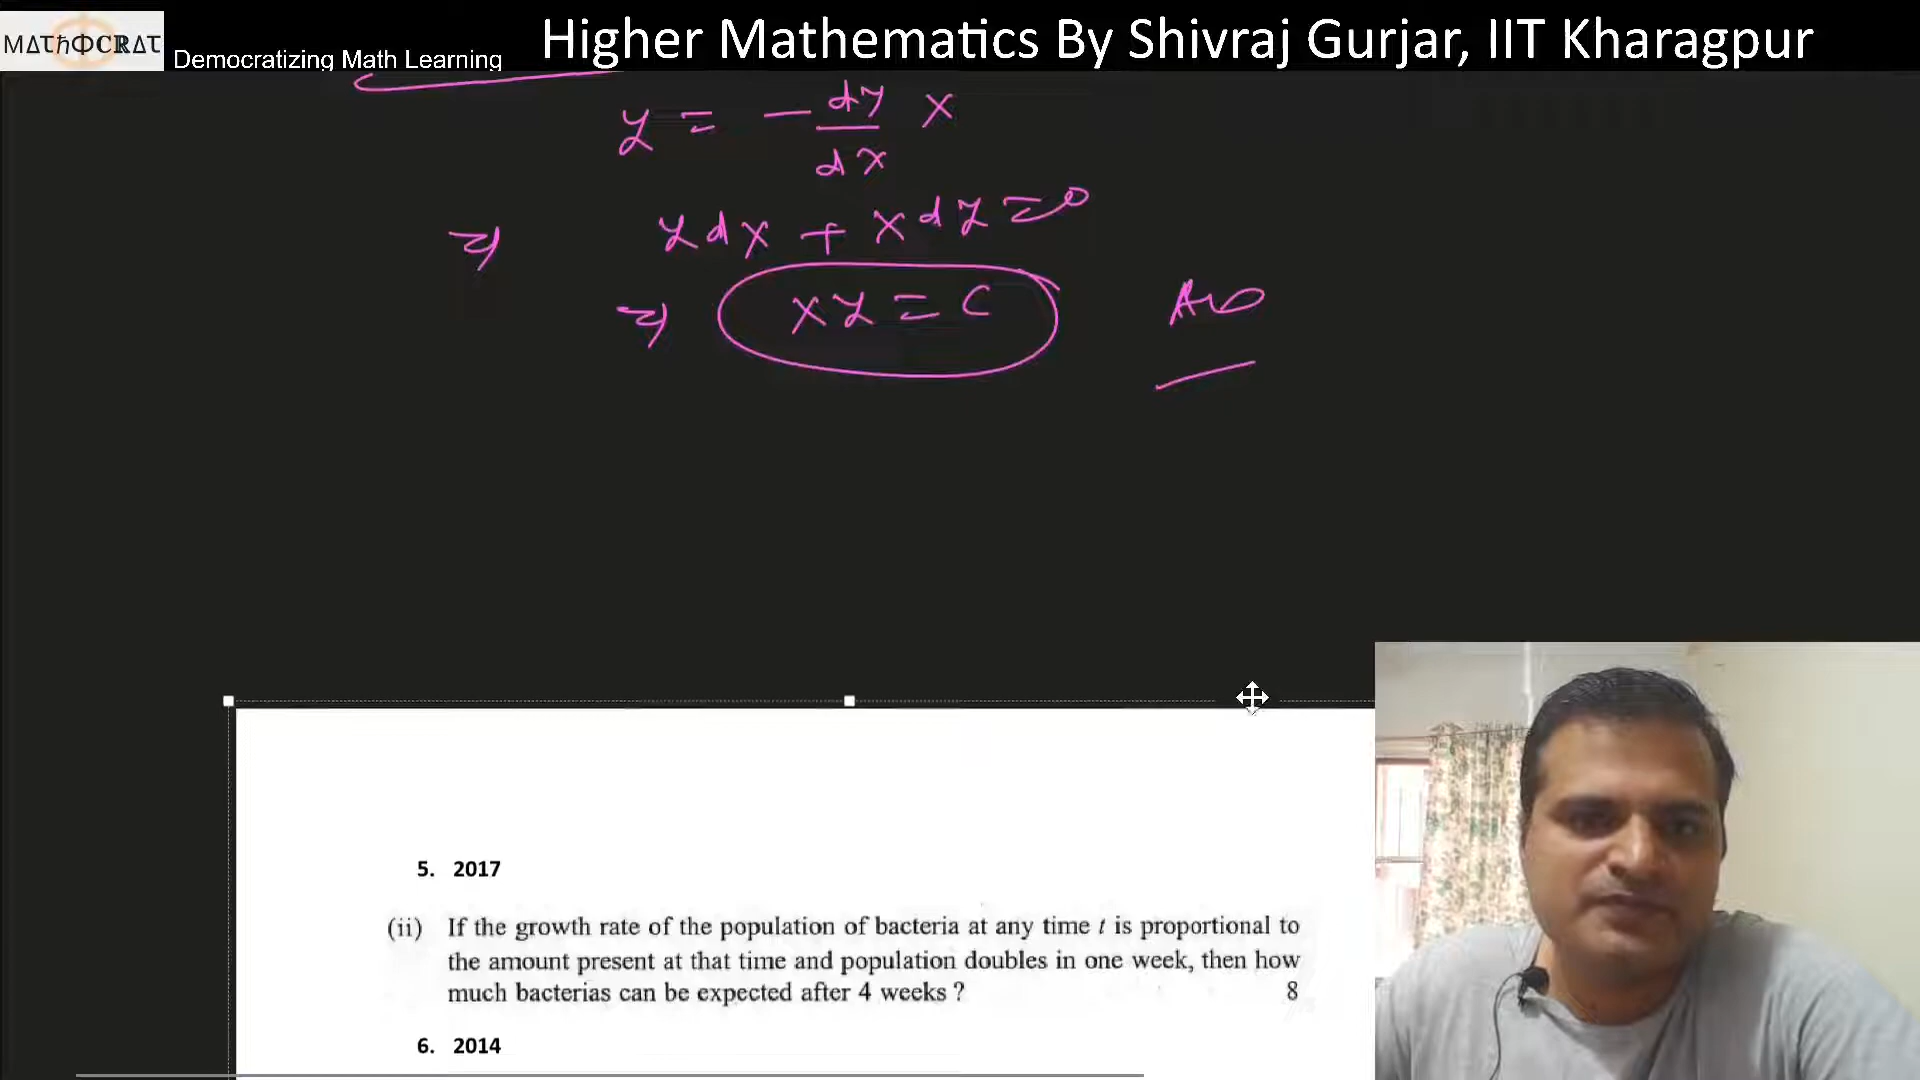 MΔTħΦCRΔT
Democratizing Math Learning
Higher Mathematics By Shivraj Gurjar, IIT Kharagpur
y = - dy/dx x
⇒ y dx + x dy = 0
⇒ xy = c
5. 2017
(ii) If the growth rate of the population of bacteria at any time t is proportional to
the amount present at that time and population doubles in one week, then how
much bacterias can be expected after 4 weeks ? 8
6. 2014